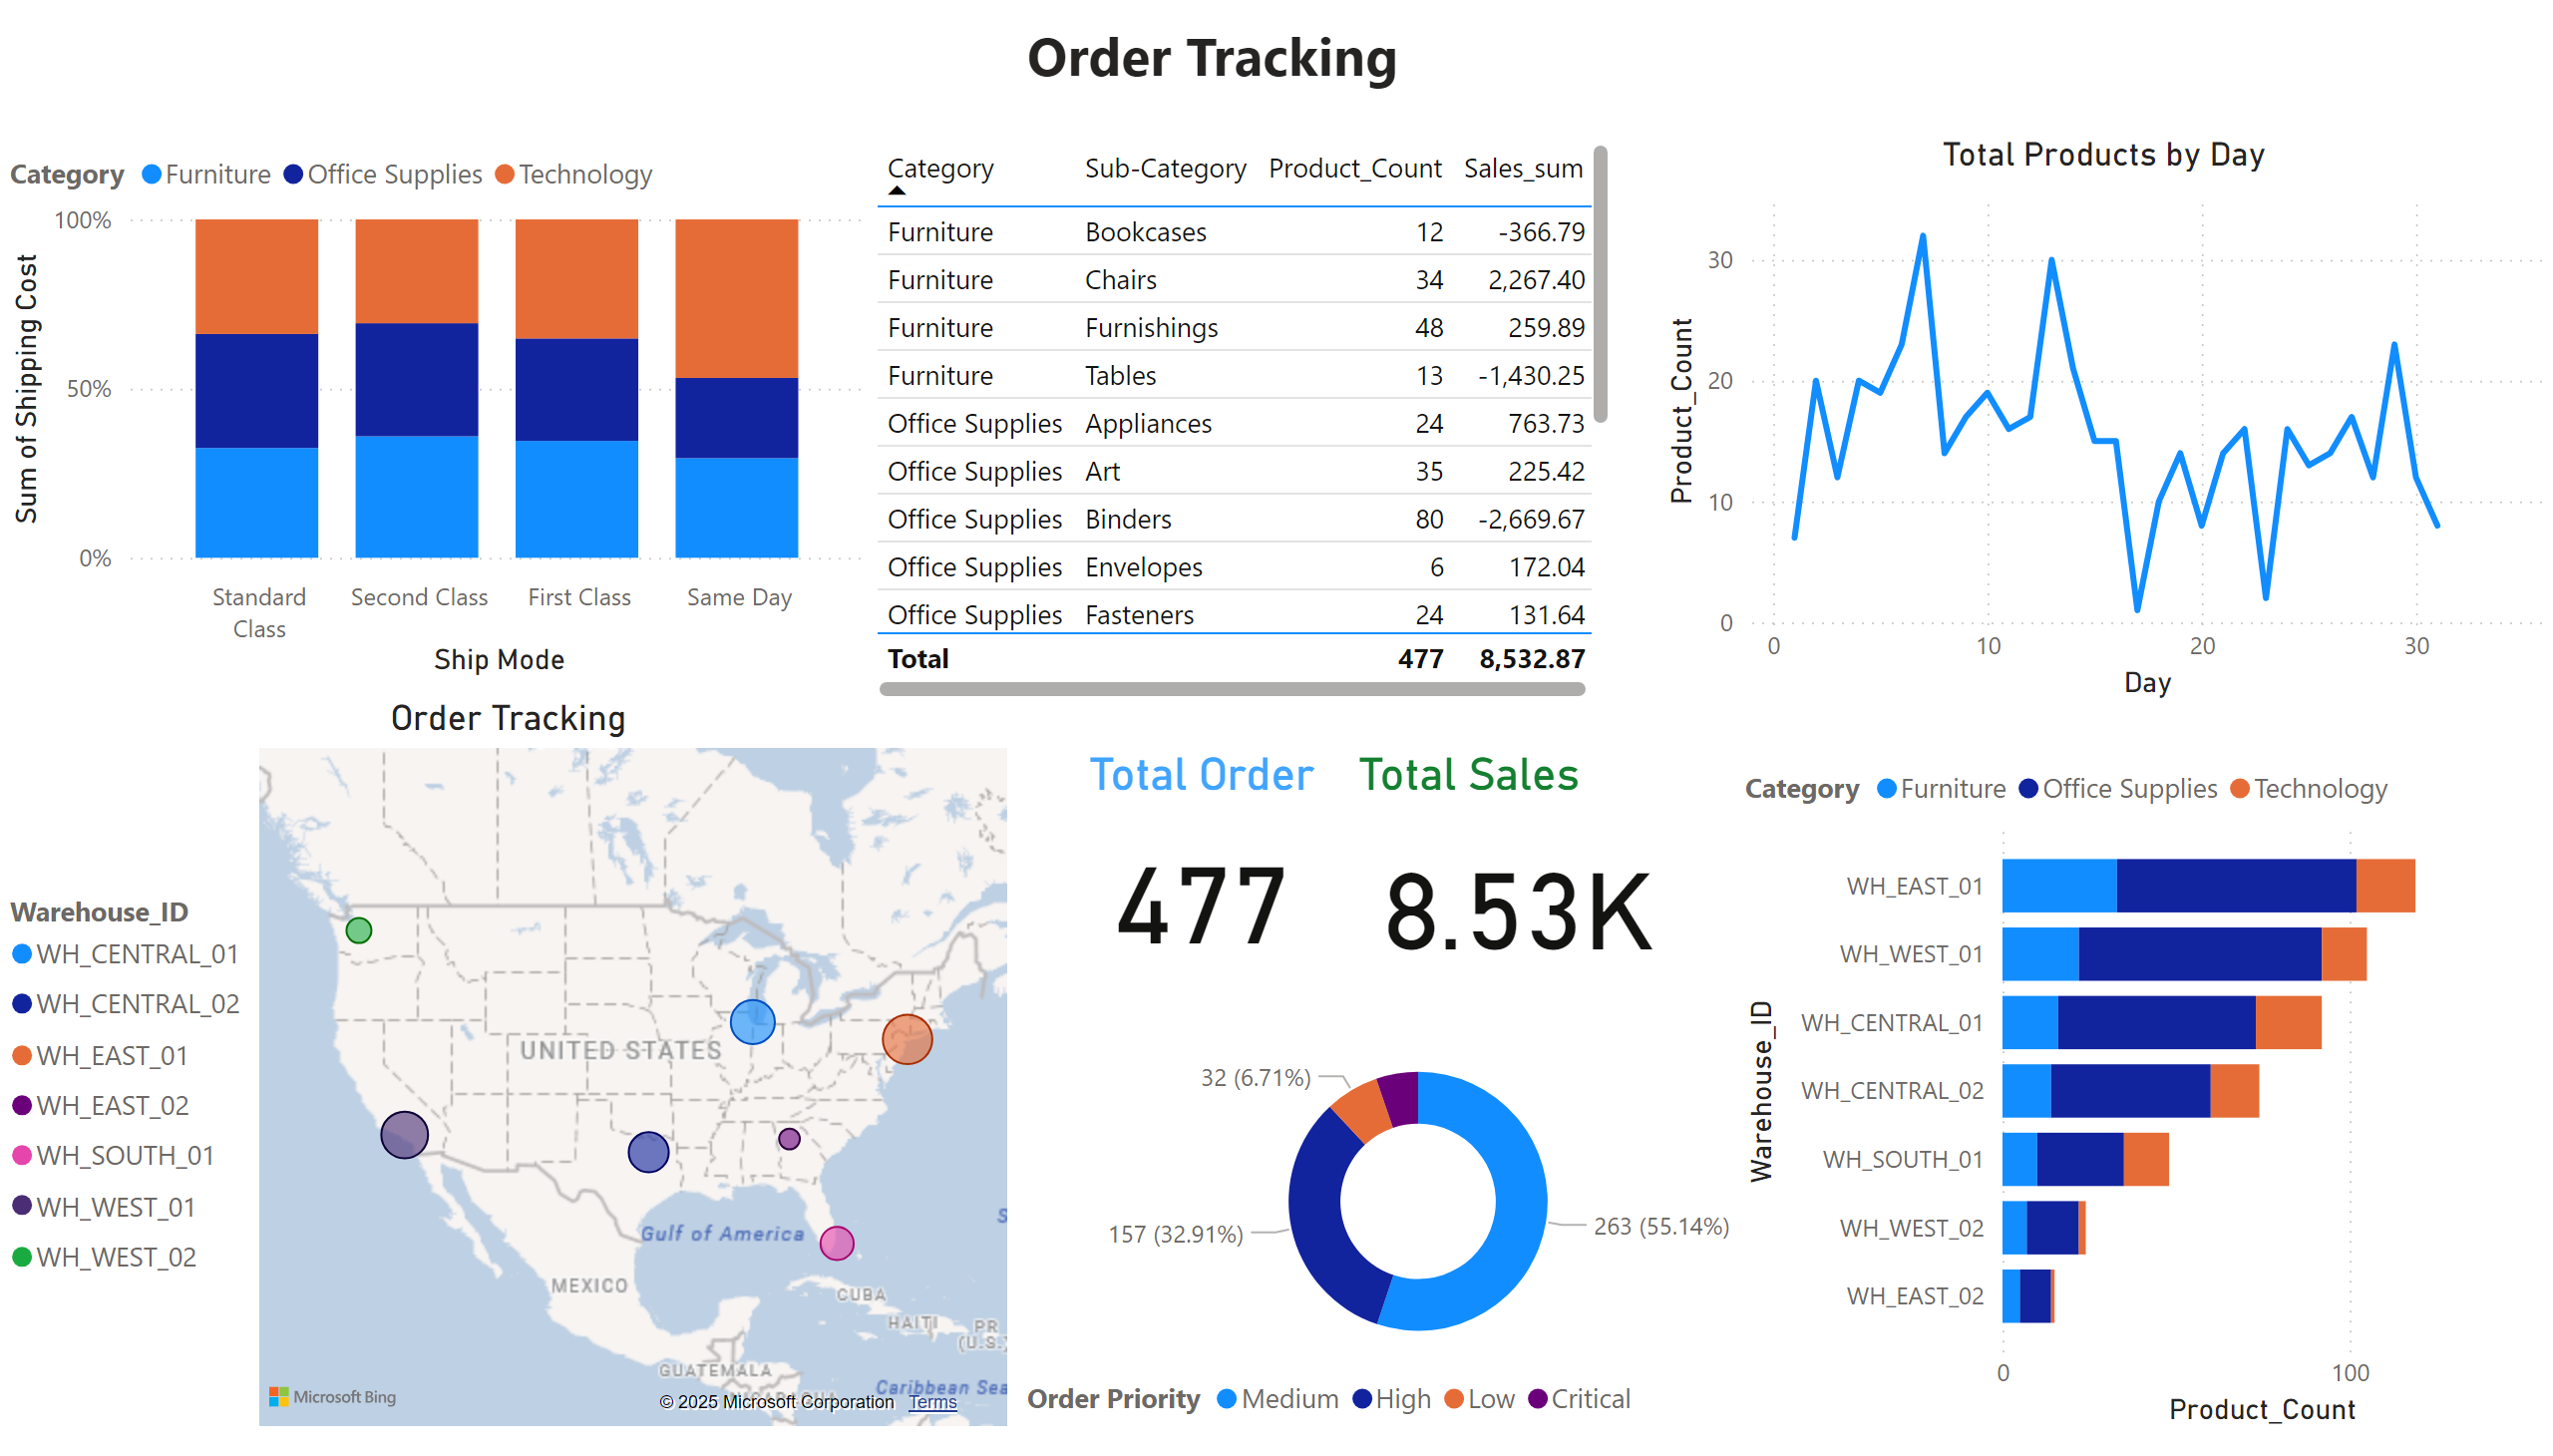 Order Tracking
Category Furniture Office Supplies Technology
100%
50%
0%
Sum of Shipping Cost
Standard
Class
Second Class
First Class
Same Day
Ship Mode
Category Sub-Category Product_Count Sales_sum
Furniture Bookcases 12 -366.79
Furniture Chairs 34 2,267.40
Furniture Furnishings 48 259.89
Furniture Tables 13 -1,430.25
Office Supplies Appliances 24 763.73
Office Supplies Art 35 225.42
Office Supplies Binders 80 -2,669.67
Office Supplies Envelopes 6 172.04
Office Supplies Fasteners 24 131.64
Total 477 8,532.87
Total Products by Day
Product_Count
30
20
10
0
0 10 20 30
Day
Order Tracking
Warehouse_ID
WH_CENTRAL_01
WH_CENTRAL_02
WH_EAST_01
WH_EAST_02
WH_SOUTH_01
WH_WEST_01
WH_WEST_02
UNITED STATES
Gulf of America
MEXICO
CUBA
HAITI
PR
(U.S.)
GUATEMALA
Caribbean Sea
Microsoft Bing
© 2025 Microsoft Corporation Terms
Total Order
477
Total Sales
8.53K
32 (6.71%)
157 (32.91%)
263 (55.14%)
Order Priority Medium High Low Critical
Category Furniture Office Supplies Technology
Warehouse_ID
WH_EAST_01
WH_WEST_01
WH_CENTRAL_01
WH_CENTRAL_02
WH_SOUTH_01
WH_WEST_02
WH_EAST_02
0 100
Product_Count